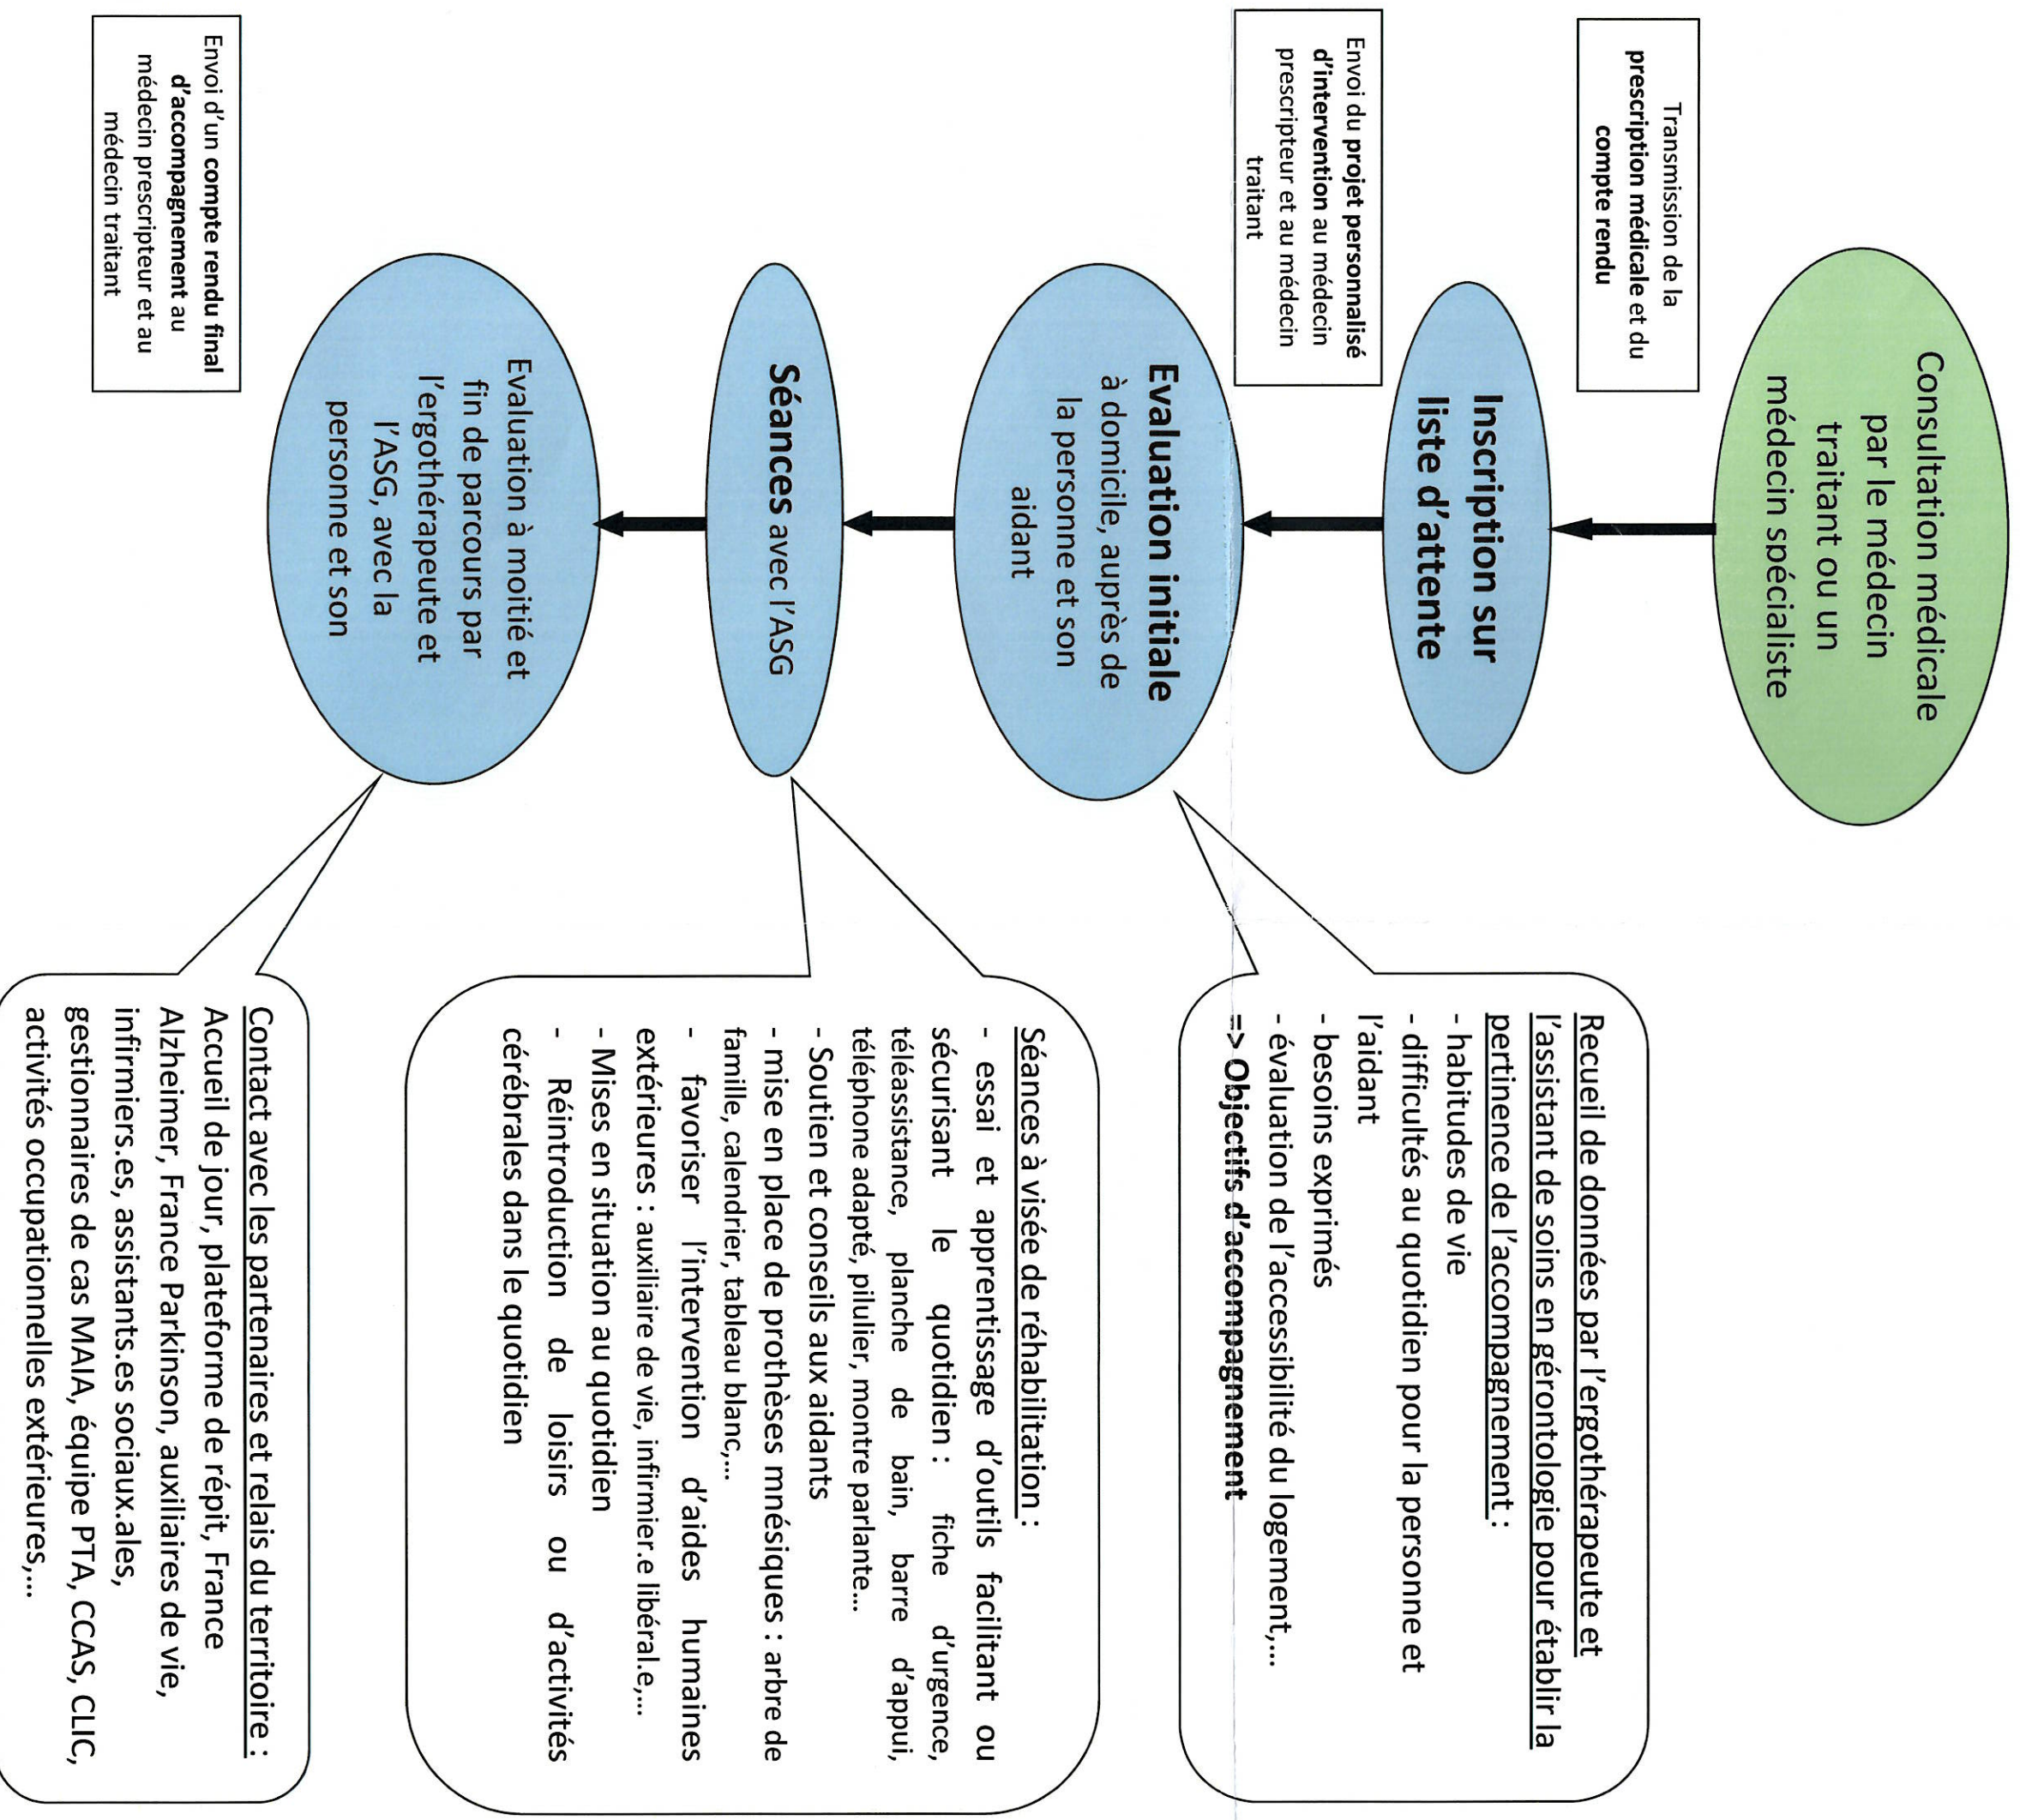 Consultation médicale
par le médecin
traitant ou un
médecin spécialiste
Transmission de la
prescription médicale et du
compte rendu
Inscription sur
liste d'attente
Envoi du projet personnalisé
d'intervention au médecin
prescripteur et au médecin
traitant
Evaluation initiale
à domicile, auprès de
la personne et son
aidant
Recueil de données par l'ergothérapeute et
l'assistant de soins en gérontologie pour établir la
pertinence de l'accompagnement :
- habitudes de vie
- difficultés au quotidien pour la personne et
l'aidant
- besoins exprimés
- évaluation de l'accessibilité du logement,...
=> Objectifs d'accompagnement
Séances avec l'ASG
Séances à visée de réhabilitation :
- essai et apprentissage d'outils facilitant ou
sécurisant le quotidien : fiche d'urgence,
téléassistance, planche de bain, barre d'appui,
téléphone adapté, pilulier, montre parlante...
- Soutien et conseils aux aidants
- mise en place de prothèses mnésiques : arbre de
famille, calendrier, tableau blanc,...
- favoriser l'intervention d'aides humaines
extérieures : auxiliaire de vie, infirmier.e libéral.e,...
- Mises en situation au quotidien
- Réintroduction de loisirs ou d'activités
cérébrales dans le quotidien
Evaluation à moitié et
fin de parcours par
l'ergothérapeute et
l'ASG, avec la
personne et son
Envoi d'un compte rendu final
d'accompagnement au
médecin prescripteur et au
médecin traitant
Contact avec les partenaires et relais du territoire :
Accueil de jour, plateforme de répit, France
Alzheimer, France Parkinson, auxiliaires de vie,
infirmiers.es, assistants.es sociaux.ales,
gestionnaires de cas MAIA, équipe PTA, CCAS, CLIC,
activités occupationnelles extérieures,...